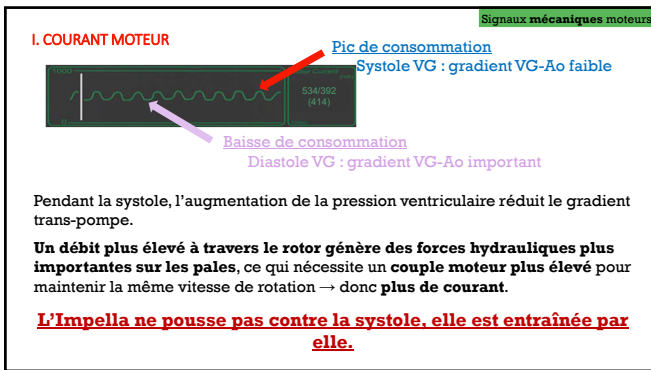 Signaux mécaniques moteurs
I. COURANT MOTEUR
Pic de consommation
Systole VG : gradient VG-Ao faible
1000
534/392
(414)
0
Baisse de consommation
Diastole VG : gradient VG-Ao important
Pendant la systole, l’augmentation de la pression ventriculaire réduit le gradient
trans-pompe.
Un débit plus élevé à travers le rotor génère des forces hydrauliques plus
importantes sur les pales, ce qui nécessite un couple moteur plus élevé pour
maintenir la même vitesse de rotation → donc plus de courant.
L’Impella ne pousse pas contre la systole, elle est entraînée par
elle.